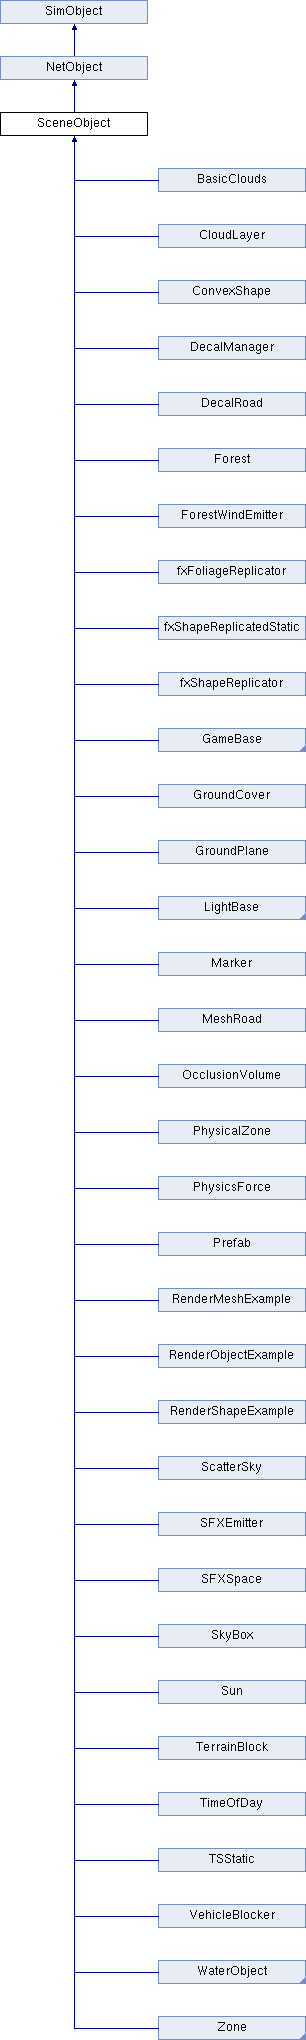 SimObject
NetObject
SceneObject
BasicClouds
CloudLayer
ConvexShape
DecalManager
DecalRoad
Forest
ForestWindEmitter
fxFoliageReplicator
fxShapeReplicatedStatic
fxShapeReplicator
GameBase
GroundCover
GroundPlane
LightBase
Marker
MeshRoad
OcclusionVolume
PhysicalZone
PhysicsForce
Prefab
RenderMeshExample
RenderObjectExample
RenderShapeExample
ScatterSky
SFXEmitter
SFXSpace
SkyBox
Sun
TerrainBlock
TimeOfDay
TSStatic
VehicleBlocker
WaterObject
Zone